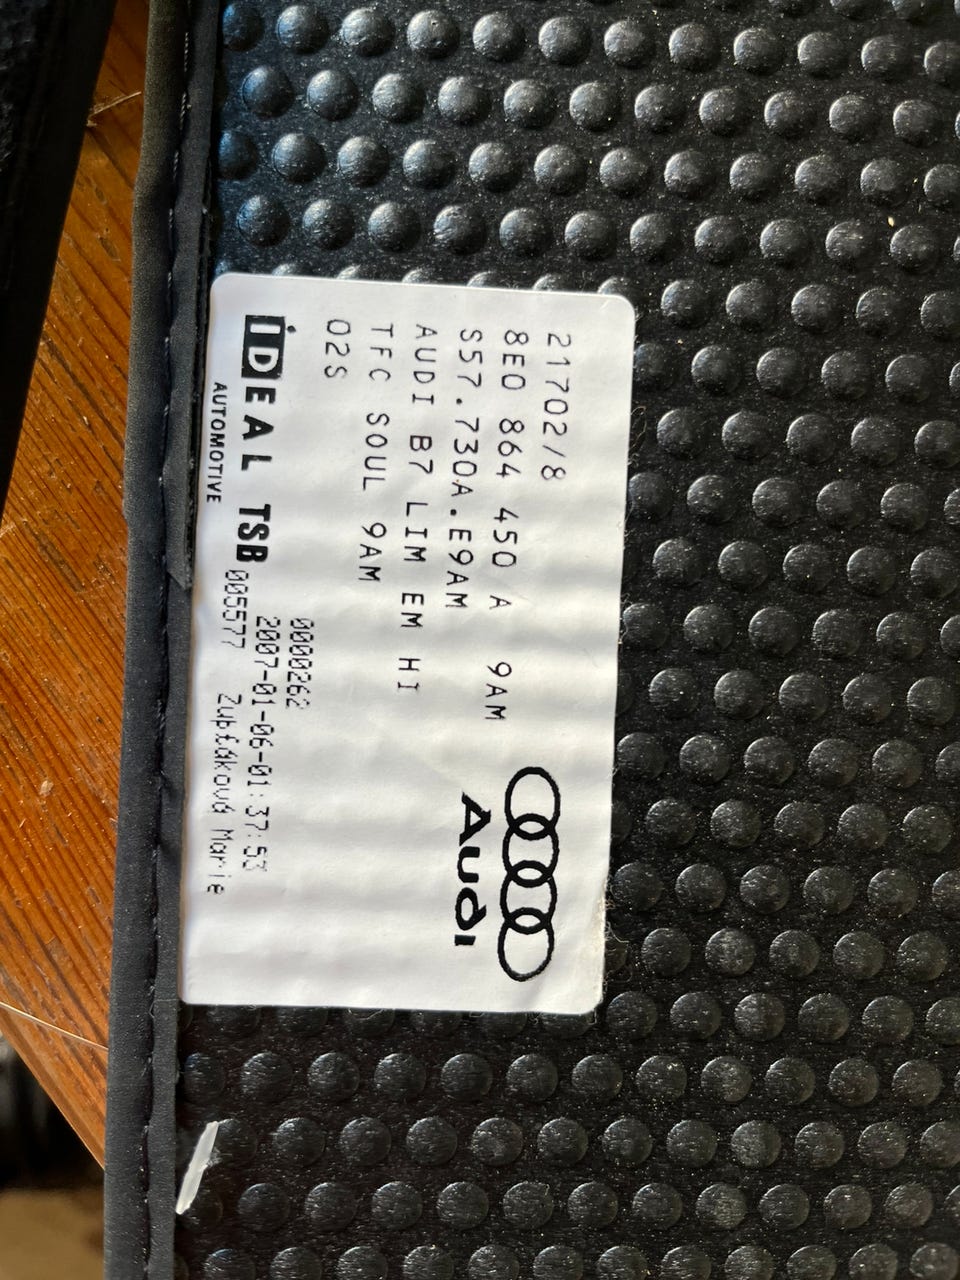 21702/8
8E0 864 450 A 9AM
S57.730A.E9AM
AUDI B7 LIM EM HI
TFC SOUL 9AM
02S
Audi
0000262
2007-01-06-01:37:53
iDEAL TSB
AUTOMOTIVE
005577 Marie